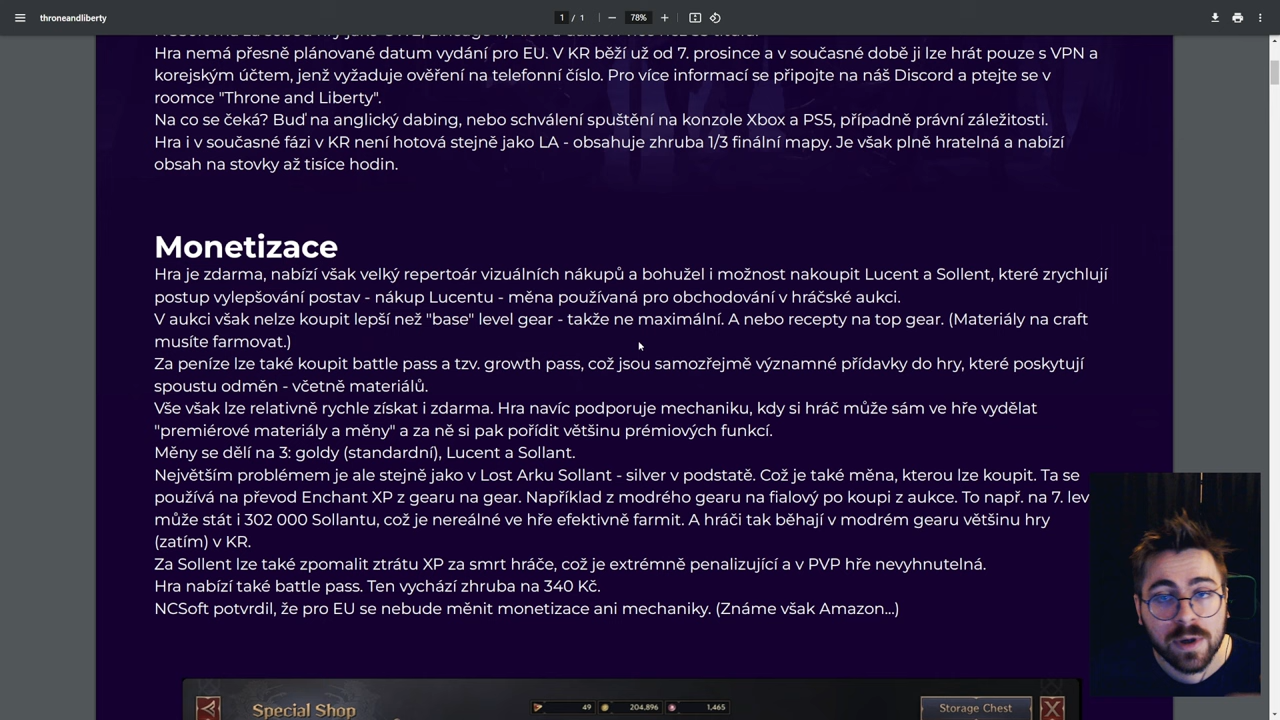 throneandliberty
1 / 1
78%
Hra nemá přesně plánované datum vydání pro EU. V KR běží už od 7. prosince a v současné době ji lze hrát pouze s VPN a
korejským účtem, jenž vyžaduje ověření na telefonní číslo. Pro více informací se připojte na náš Discord a ptejte se v
roomce "Throne and Liberty".
Na co se čeká? Buď na anglický dabing, nebo schválení spuštění na konzole Xbox a PS5, případně právní záležitosti.
Hra i v současné fázi v KR není hotová stejně jako LA - obsahuje zhruba 1/3 finální mapy. Je však plně hratelná a nabízí
obsah na stovky až tisíce hodin.
Monetizace
Hra je zdarma, nabízí však velký repertoár vizuálních nákupů a bohužel i možnost nakoupit Lucent a Sollent, které zrychlují
postup vylepšování postav - nákup Lucentu - měna používaná pro obchodování v hráčské aukci.
V aukci však nelze koupit lepší než "base" level gear - takže ne maximální. A nebo recepty na top gear. (Materiály na craft
musíte farmovat.)
Za peníze lze také koupit battle pass a tzv. growth pass, což jsou samozřejmě významné přídavky do hry, které poskytují
spoustu odměn - včetně materiálů.
Vše však lze relativně rychle získat i zdarma. Hra navíc podporuje mechaniku, kdy si hráč může sám ve hře vydělat
"premiérové materiály a měny" a za ně si pak pořídit většinu prémiových funkcí.
Měny se dělí na 3: goldy (standardní), Lucent a Sollant.
Největším problémem je ale stejně jako v Lost Arku Sollant - silver v podstatě. Což je také měna, kterou lze koupit. Ta se
používá na převod Enchant XP z gearu na gear. Například z modrého gearu na fialový po koupi z aukce. To např. na 7. lev
může stát i 302 000 Sollantu, což je nereálné ve hře efektivně farmit. A hráči tak běhají v modrém gearu většinu hry
(zatím) v KR.
Za Sollent lze také zpomalit ztrátu XP za smrt hráče, což je extrémně penalizující a v PVP hře nevyhnutelná.
Hra nabízí také battle pass. Ten vychází zhruba na 340 Kč.
NCSoft potvrdil, že pro EU se nebude měnit monetizace ani mechaniky. (Známe však Amazon...)
Special Shop
49
204,896
1,465
Storage Chest